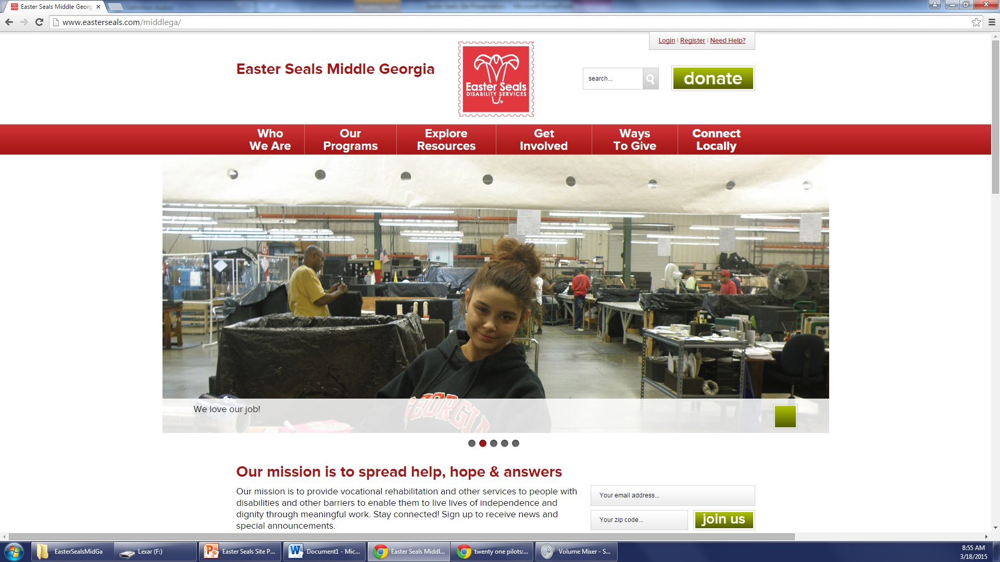 Easter Seals Middle Georg
www.easterseals.com/middlega/
Login | Register | Need Help?
Easter Seals Middle Georgia
Easter Seals
DISABILITY SERVICES
®
search...
donate
Who We Are
Our Programs
Explore Resources
Get Involved
Ways To Give
Connect Locally
GEORGIA
We love our job!
Our mission is to spread help, hope & answers
Our mission is to provide vocational rehabilitation and other services to people with
disabilities and other barriers to enable them to live lives of independence and
dignity through meaningful work. Stay connected! Sign up to receive news and
special announcements.
Your email address...
Your zip code...
join us
EasterSealsMidGa
Lexar (F:)
Easter Seals Site P...
Document1 - Mic...
Easter Seals Middl...
twenty one pilots:...
Volume Mixer - S...
8:55 AM
3/18/2015